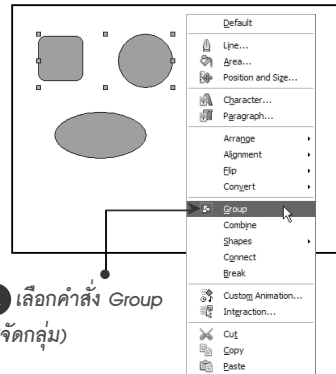 Default
Line...
Area...
Position and Size...
Character...
Paragraph...
Arrange
Alignment
Flip
Convert
Group
Combine
Shapes
Connect
Break
Custom Animation...
Interaction...
Cut
Copy
Paste
เลือกคำสั่ง Group
จัดกลุ่ม)